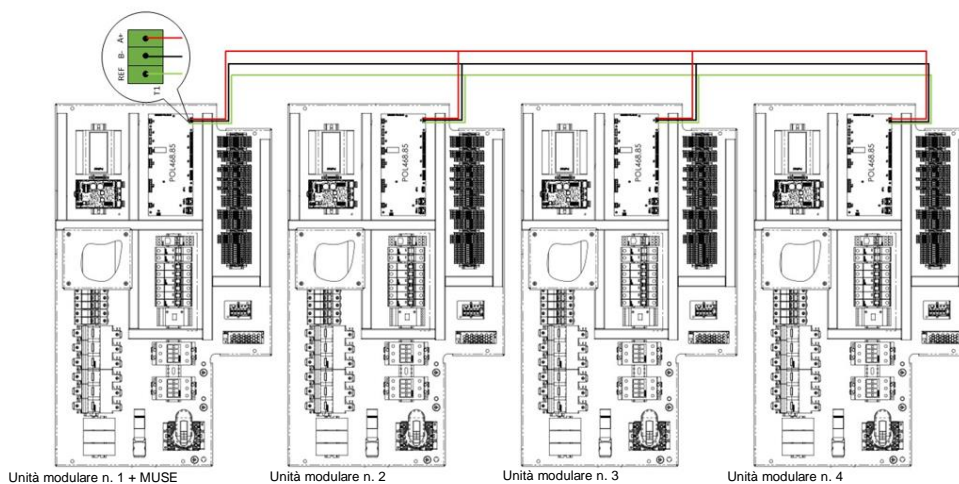 A+
B-
REF
T1
POL468.85
POL468.85
POL468.85
POL468.85
Unità modulare n. 1 + MUSE
Unità modulare n. 2
Unità modulare n. 3
Unità modulare n. 4